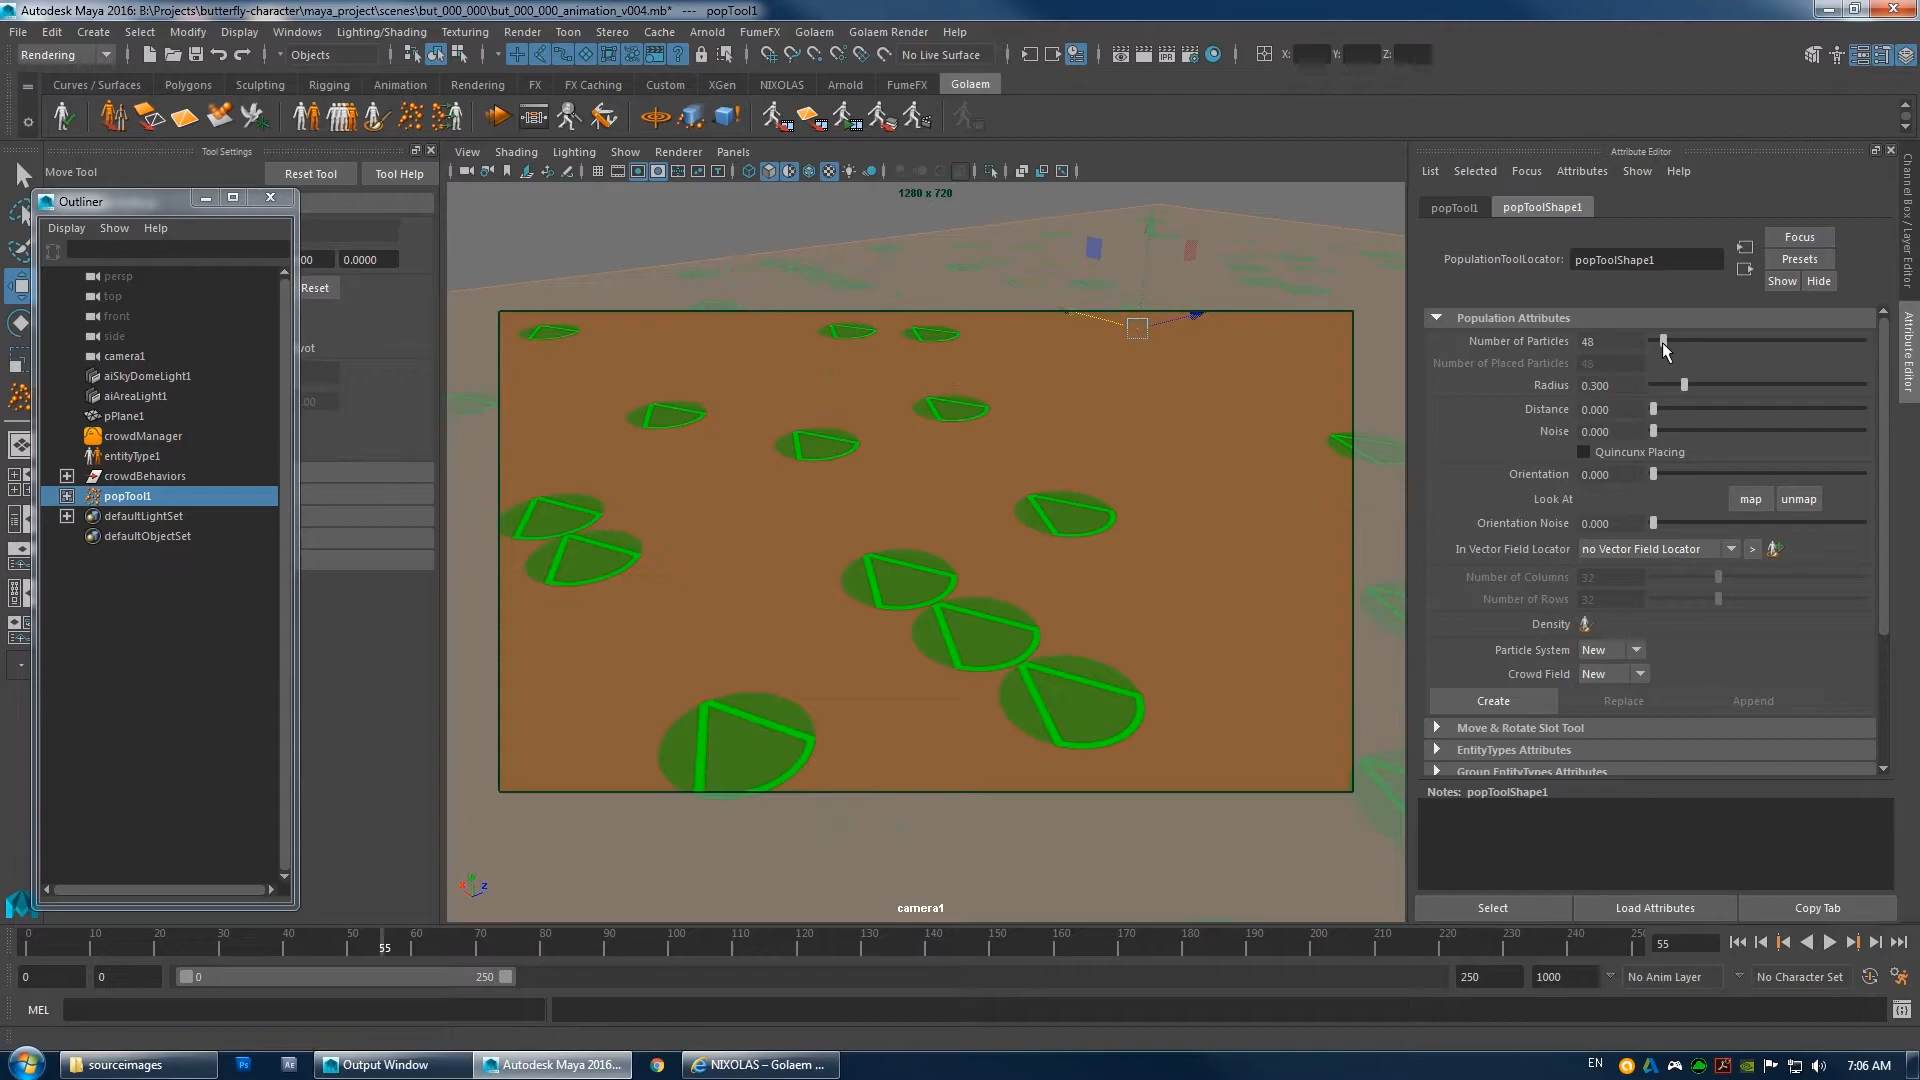 Autodesk Maya 2016: B:\Projects\butterfly-character\maya_project\scenes\but_000_000\but_000_000_animation_v004.mb* --- popTool1
File Edit Create Select Modify Display Windows Lighting/Shading Texturing Render Toon Stereo Cache Arnold FumeFX Golaem Golaem Render Help
Rendering Objects No Live Surface X: Y: Z:
Curves / Surfaces Polygons Sculpting Rigging Animation Rendering FX FX Caching Custom XGen NIXOLAS Arnold FumeFX Golaem
Tool Settings
Move Tool Reset Tool Tool Help
0.0000
Reset
Outliner
Display Show Help
persp
top
front
side
camera1
aiSkyDomeLight1
aiAreaLight1
pPlane1
crowdManager
entityType1
crowdBehaviors
popTool1
defaultLightSet
defaultObjectSet
View Shading Lighting Show Renderer Panels
1280 x 720
camera1
Attribute Editor
List Selected Focus Attributes Show Help
popTool1 popToolShape1
PopulationToolLocator: popToolShape1
Focus
Presets
Show Hide
Population Attributes
Number of Particles 48
Number of Placed Particles 48
Radius 0.300
Distance 0.000
Noise 0.000
Quincunx Placing
Orientation 0.000
Look At map unmap
Orientation Noise 0.000
In Vector Field Locator no Vector Field Locator >
Number of Columns 32
Number of Rows 32
Density
Particle System New
Crowd Field New
Create Replace Append
Move & Rotate Slot Tool
EntityTypes Attributes
Group EntityTypes Attributes
Notes: popToolShape1
Select Load Attributes Copy Tab
Channel Box / Layer Editor
Attribute Editor
0 10 20 30 40 50 55 60 70 80 90 100 110 120 130 140 150 160 170 180 190 200 210 220 230 240 55
0 0 0 250 250 1000 No Anim Layer No Character Set
MEL
sourceimages Ps Ae Output Window Autodesk Maya 2016... NIXOLAS – Golaem ... EN 7:06 AM